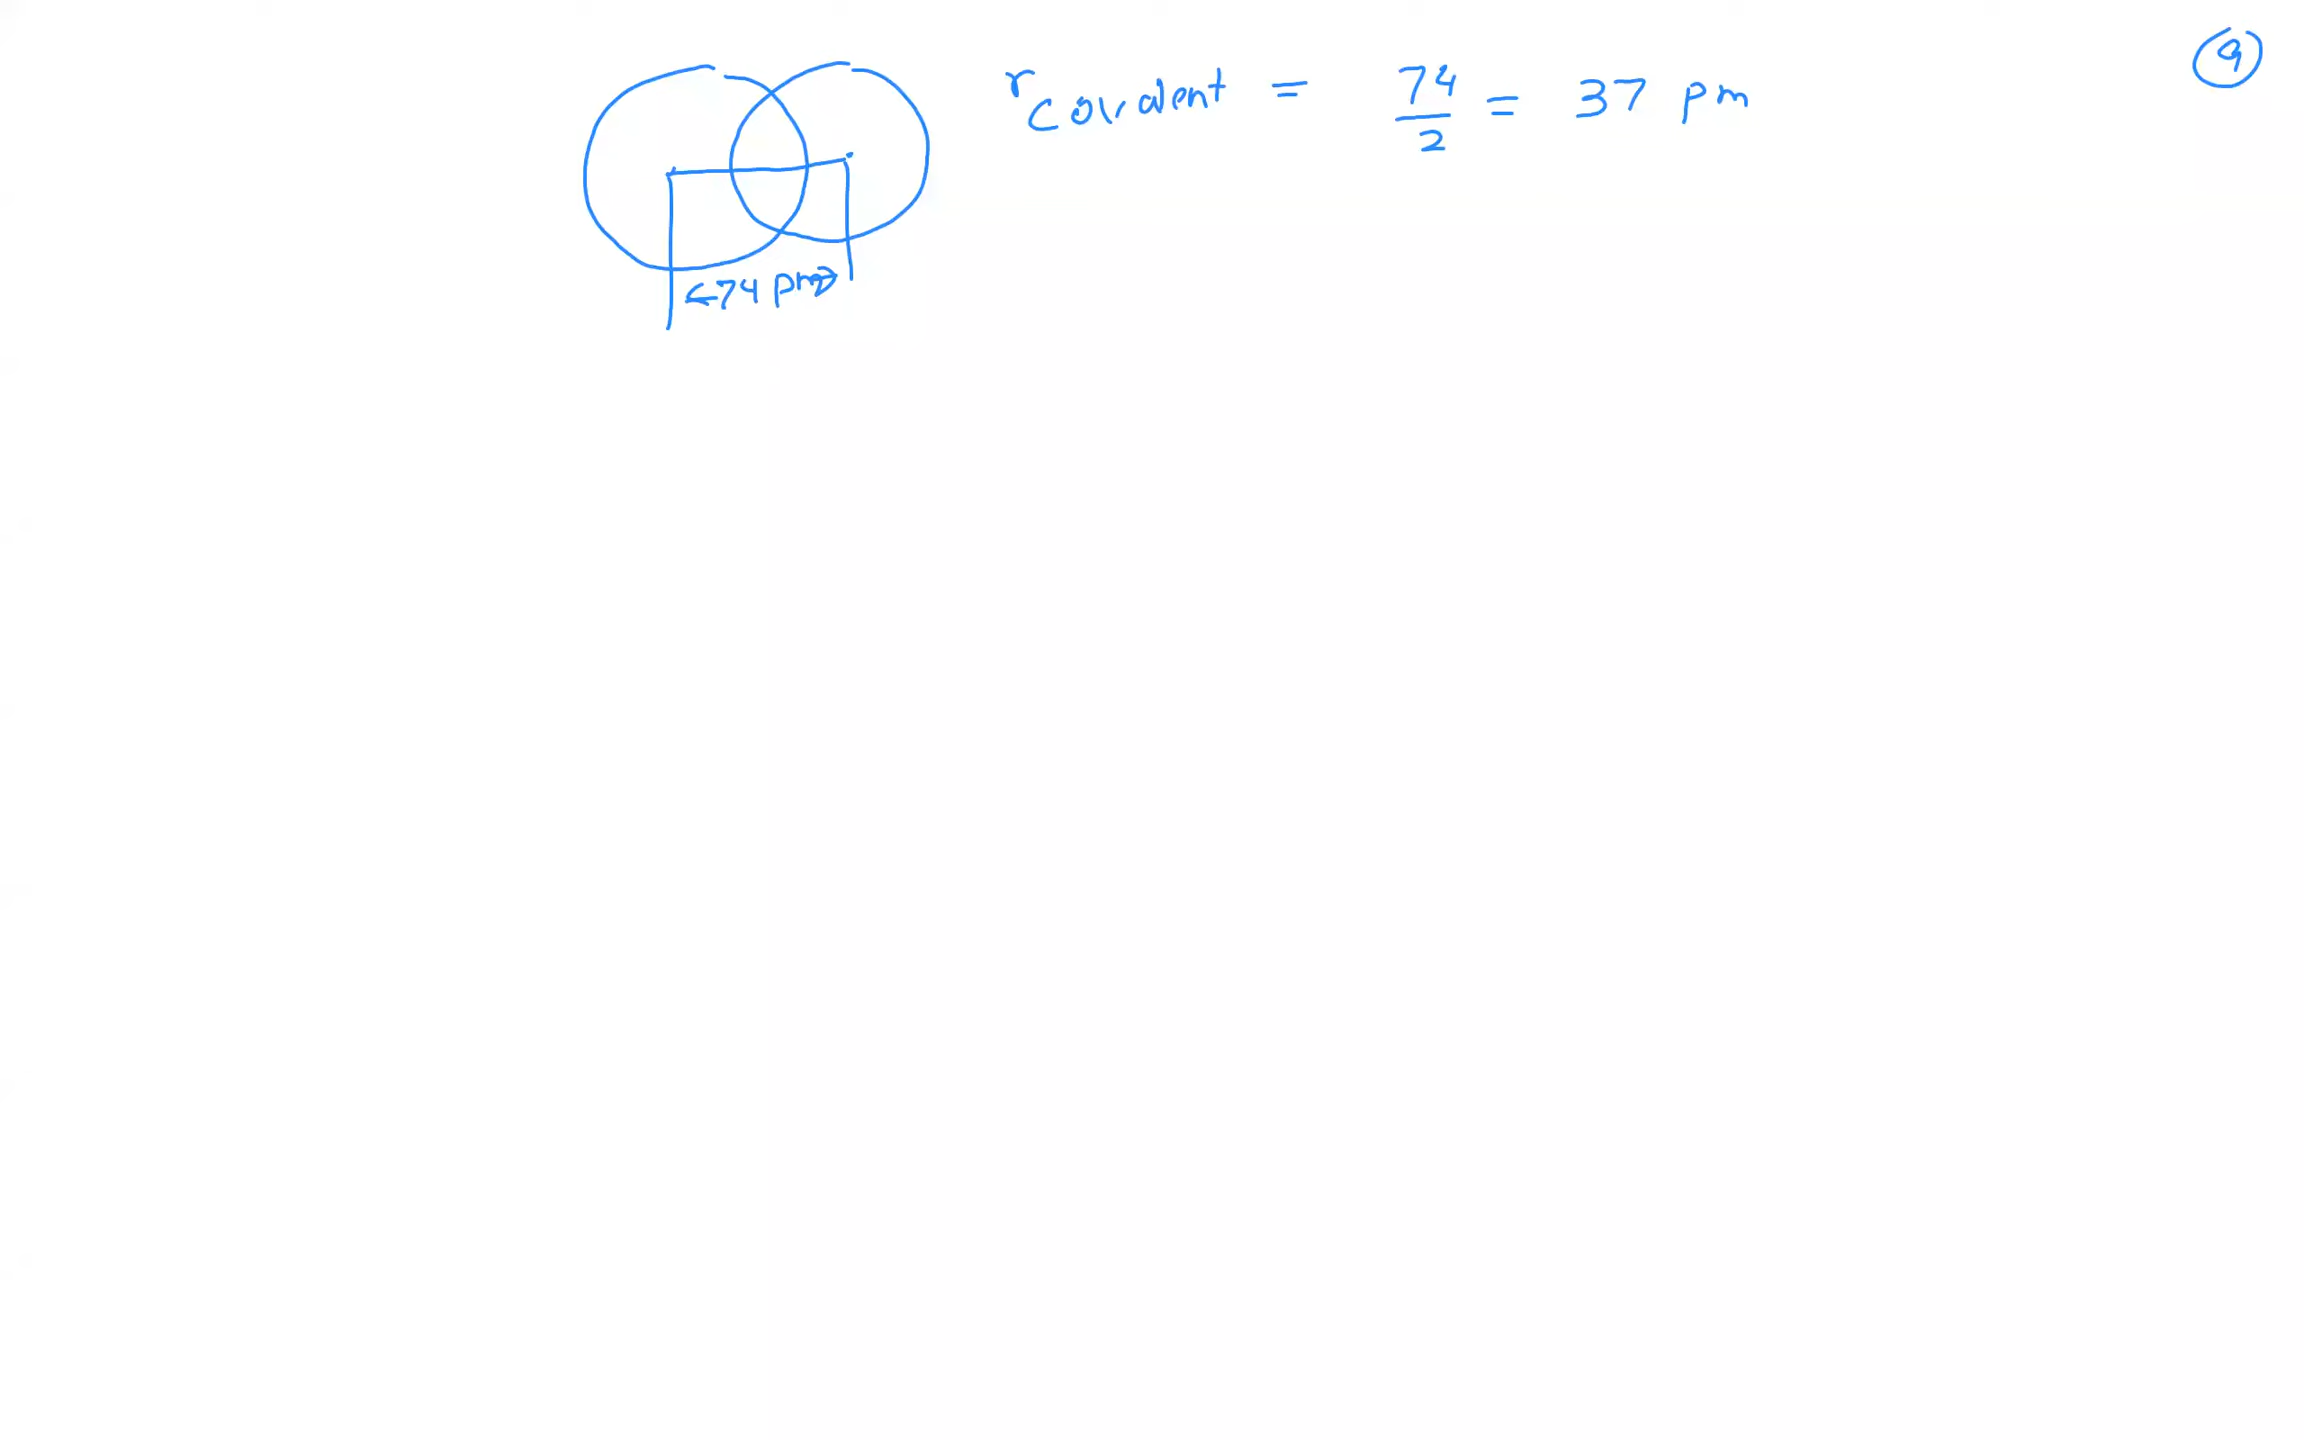 r covalent = 74/2 = 37 pm
9
←74 pm→